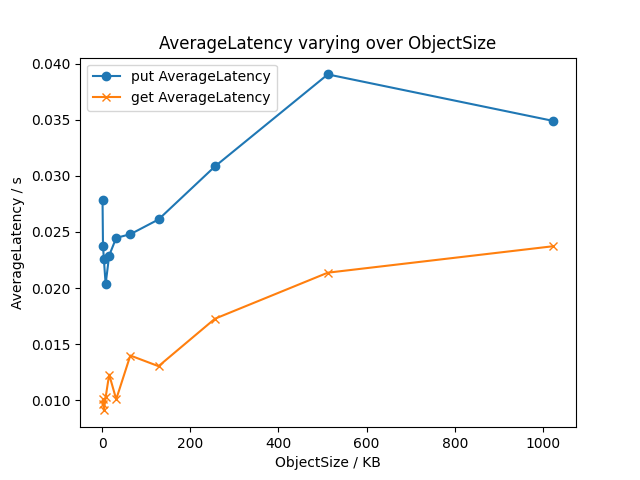 AverageLatency varying over ObjectSize
put AverageLatency
get AverageLatency
AverageLatency / s
0.040
0.035
0.030
0.025
0.020
0.015
0.010
0 200 400 600 800 1000
ObjectSize / KB